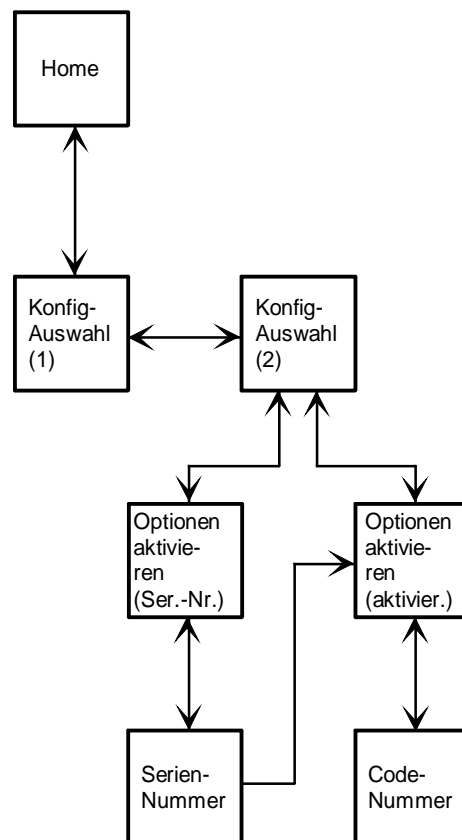 Home
Konfig-
Auswahl
(1)
Konfig-
Auswahl
(2)
Optionen
aktivie-
ren
(Ser.-Nr.)
Optionen
aktivie-
ren
(aktivier.)
Serien-
Nummer
Code-
Nummer